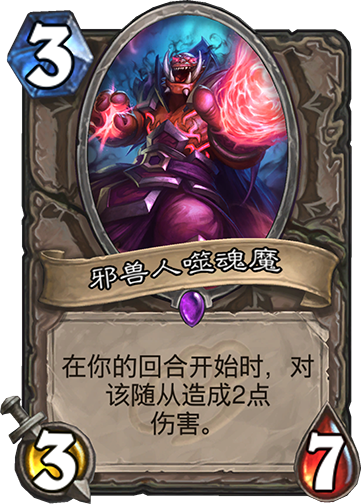 3
邪兽人噬魂魔
在你的回合开始时，对
该随从造成2点
伤害。
3
7